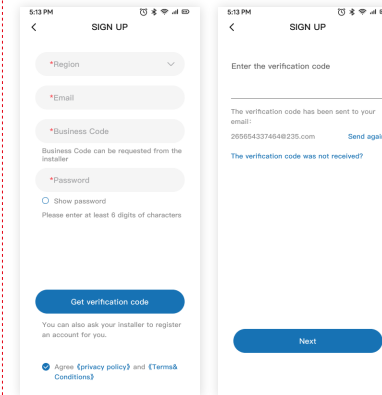 5:13 PM
SIGN UP
*Region
*Email
*Business Code
Business Code can be requested from the
installer
*Password
Show password
Please enter at least 6 digits of characters
Get verification code
You can also ask your installer to register
an account for you.
Agree《privacy policy》and《Terms&
Conditions》
5:13 PM
SIGN UP
Enter the verification code
The verification code has been sent to your
email:
265654337464@235.com
Send again
The verification code was not received?
Next